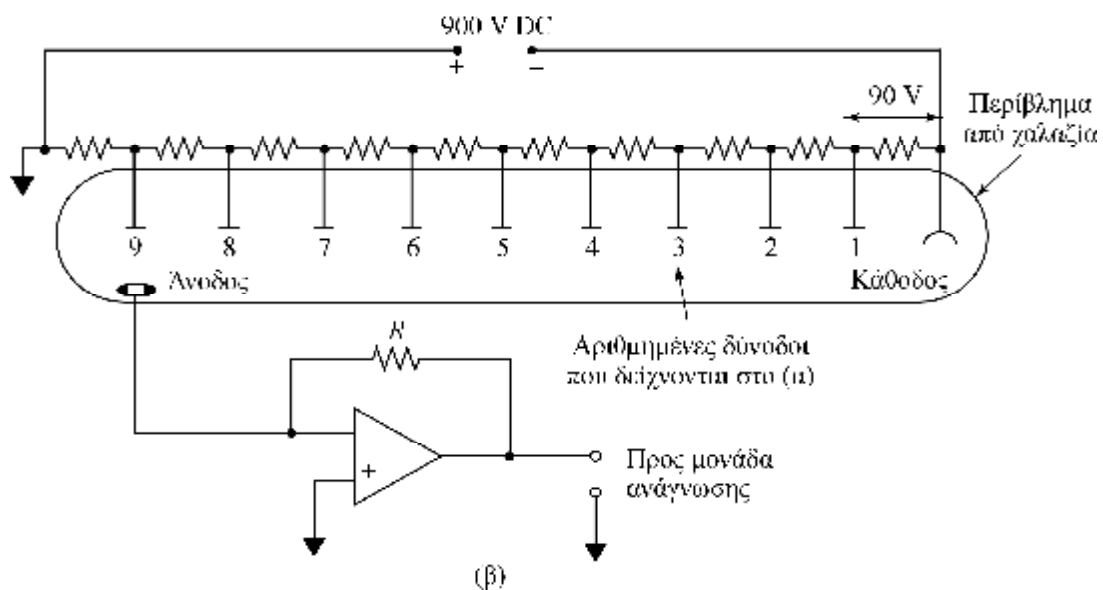 900 V DC
+ −
90 V
Περίβλημα
από χαλαξία
9 8 7 6 5 4 3 2 1
Άνοδος
Κάθοδος
R
Αριθμημένες δύνοδοι
που δείχνονται στο (α)
+
Προς μονάδα
ανάγνωσης
(β)